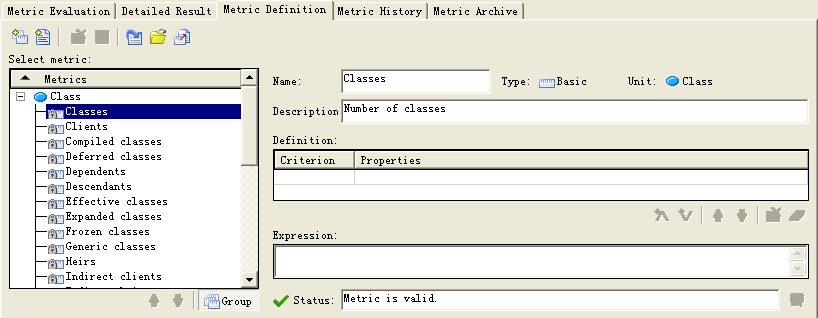 Metric Evaluation Detailed Result Metric Definition Metric History Metric Archive
Select metric:
Metrics
Class
Classes
Clients
Compiled classes
Deferred classes
Dependents
Descendants
Effective classes
Expanded classes
Frozen classes
Generic classes
Heirs
Indirect clients
Group
Name: Classes Type: Basic Unit: Class
Description Number of classes
Definition:
Criterion Properties
Expression:
Status: Metric is valid.